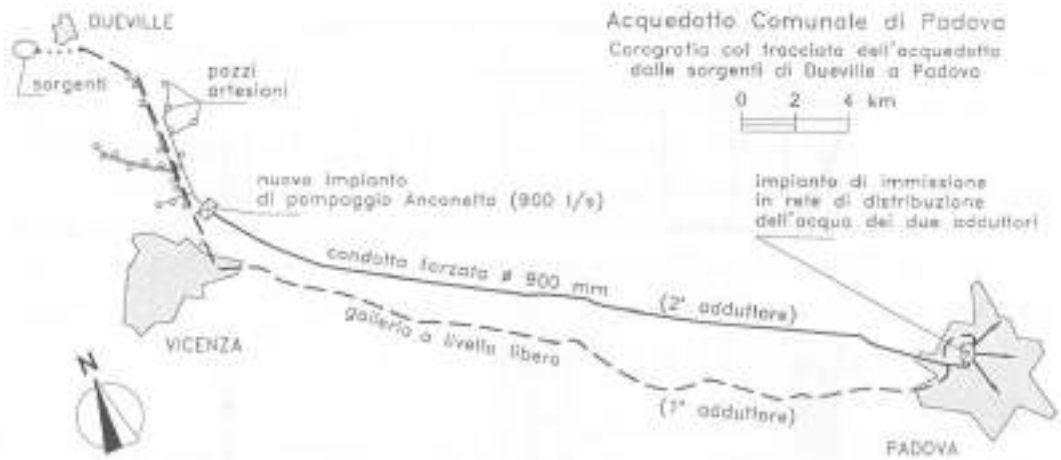 DUEVILLE
sorgenti
pozzi
artesiani
Acquedotto Comunale di Padova
Corografia col tracciato dell'acquedotto
dalle sorgenti di Dueville a Padova
0 2 4 km
nuovo impianto
di pompaggio Anconetta (900 l/s)
impianto di immissione
in rete di distribuzione
dell'acqua dei due adduttori
condotta forzata ø 900 mm
(2° adduttore)
galleria a livello libero
(1° adduttore)
VICENZA
N
PADOVA